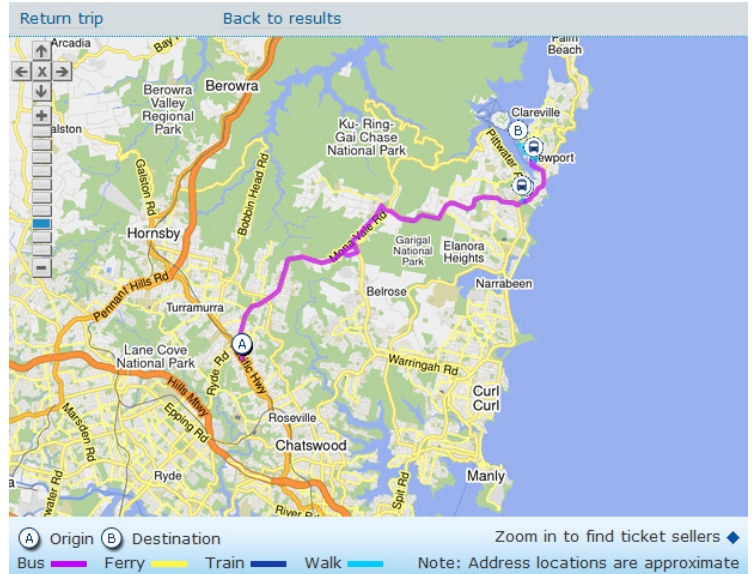 Return trip Back to results
Arcadia
Bay
Palm
Beach
Berowra
Berowra
Valley
Regional
Park
Clareville
Ku- Ring-
Gai Chase
National Park
Pittwater
B
Newport
Galston Rd
Bobbin Head Rd
Hornsby
Mona Vale Rd
Garigal
National
Park
Elanora
Heights
Pennant Hills Rd
Narrabeen
Belrose
Turramurra
A
Lane Cove
National Park
Ryde Rd
Hwy
Warringah Rd
Hills Mtwy
Curl
Curl
Marsden Rd
Epping Rd
Roseville
Chatswood
Ryde
Manly
Spit Rd
water Rd
River R
A Origin B Destination Zoom in to find ticket sellers
Bus Ferry Train Walk Note: Address locations are approximate